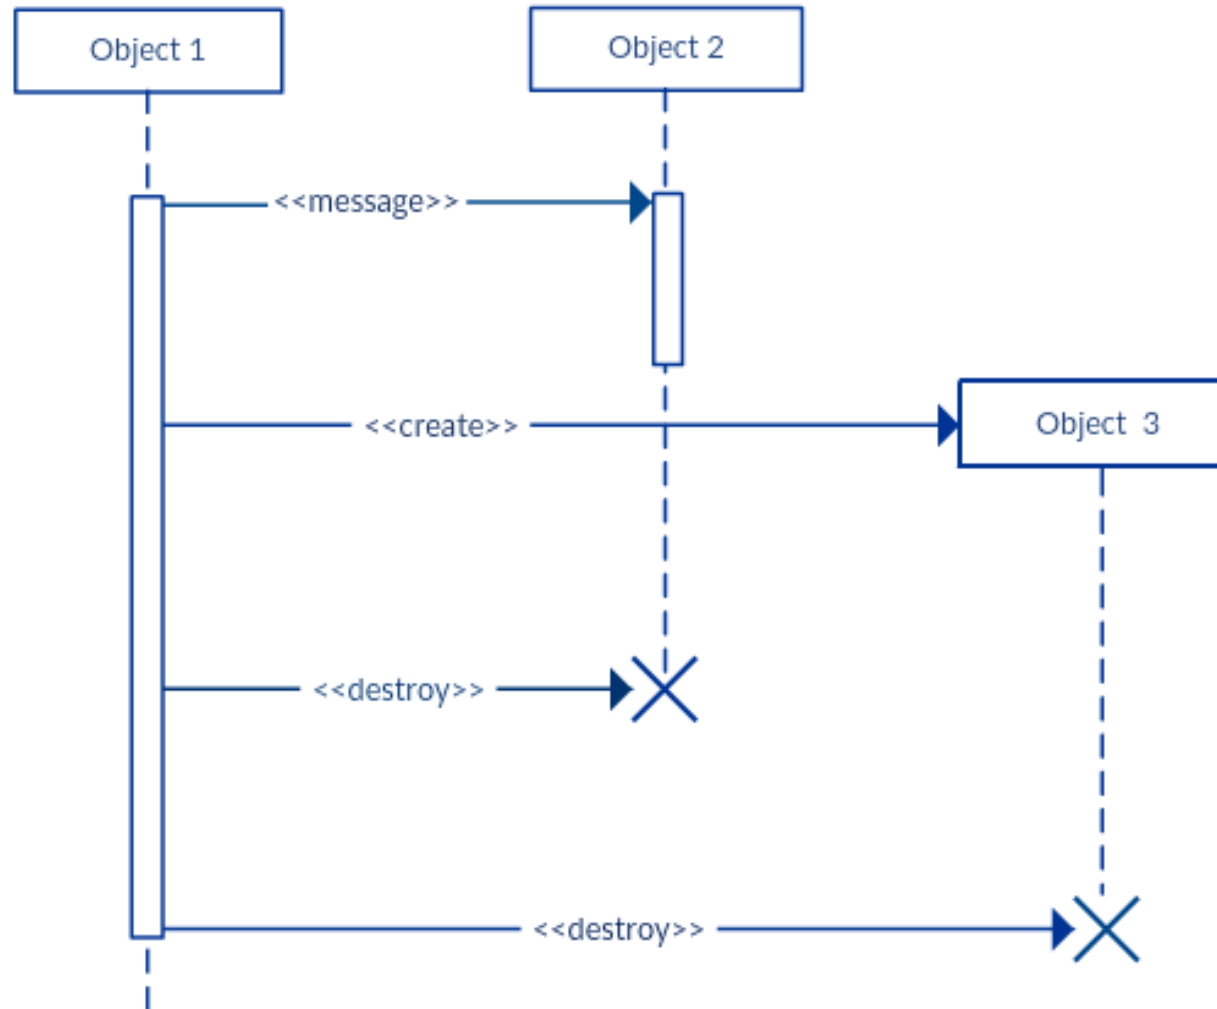 Object 1
Object 2
<<message>>
<<create>>
Object  3
<<destroy>>
<<destroy>>